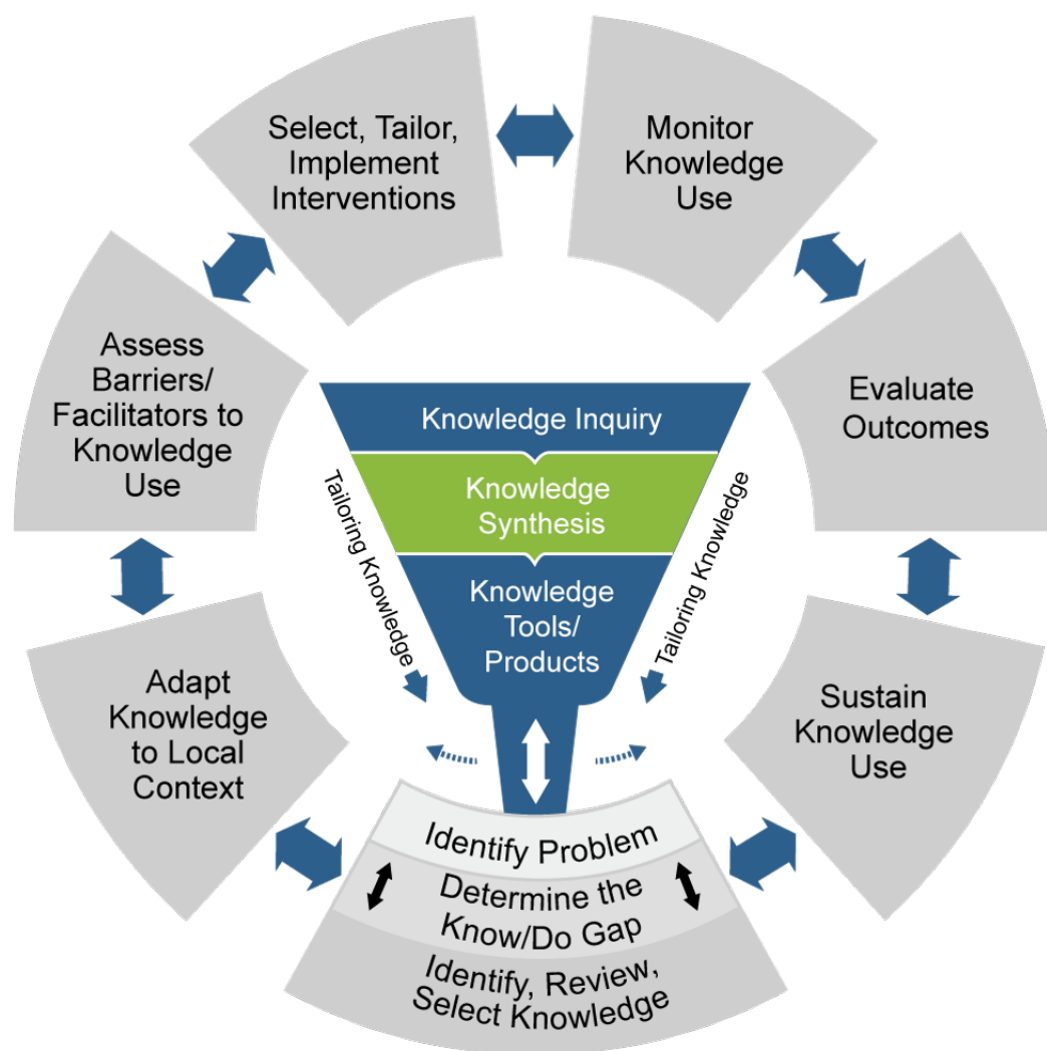 Select, Tailor,
Implement
Interventions
Monitor
Knowledge
Use
Assess
Barriers/
Facilitators to
Knowledge
Use
Evaluate
Outcomes
Knowledge Inquiry
Knowledge
Synthesis
Knowledge
Tools/
Products
Tailoring Knowledge
Tailoring Knowledge
Adapt
Knowledge
to Local
Context
Sustain
Knowledge
Use
Identify Problem
Determine the
Know/Do Gap
Identify, Review,
Select Knowledge